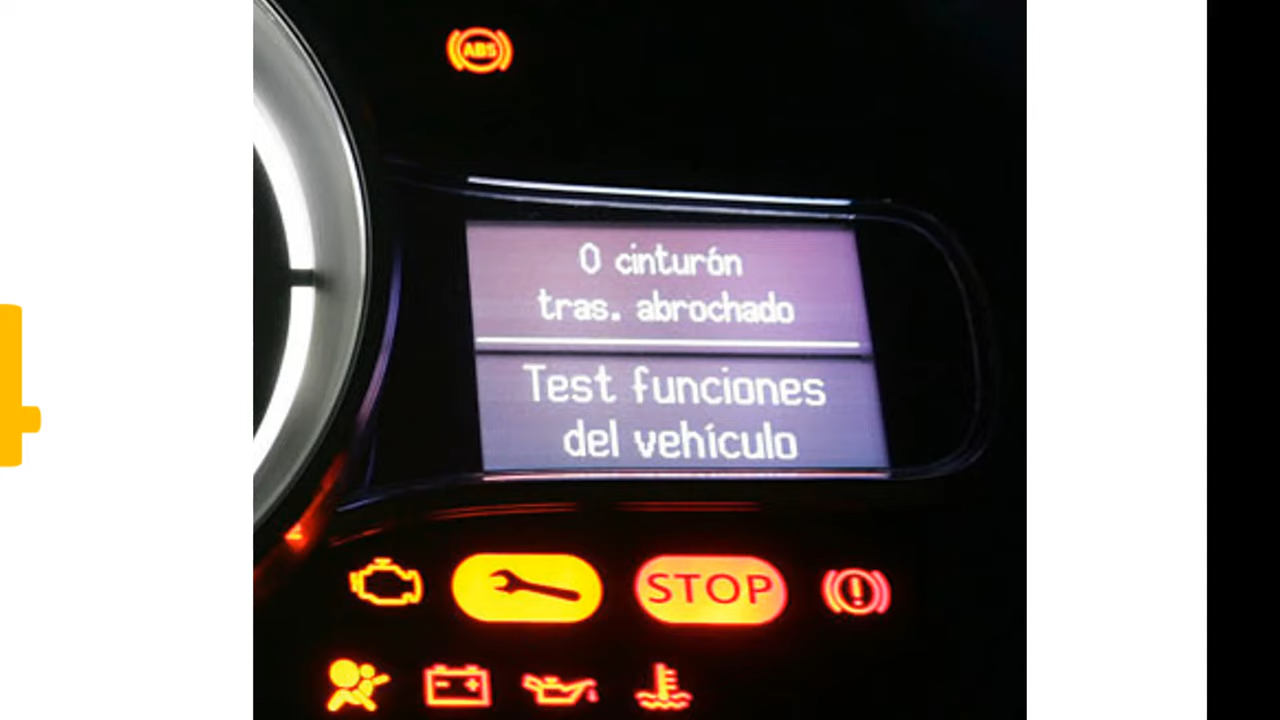 ABS
0 cinturón
tras. abrochado
Test funciones
del vehículo
STOP